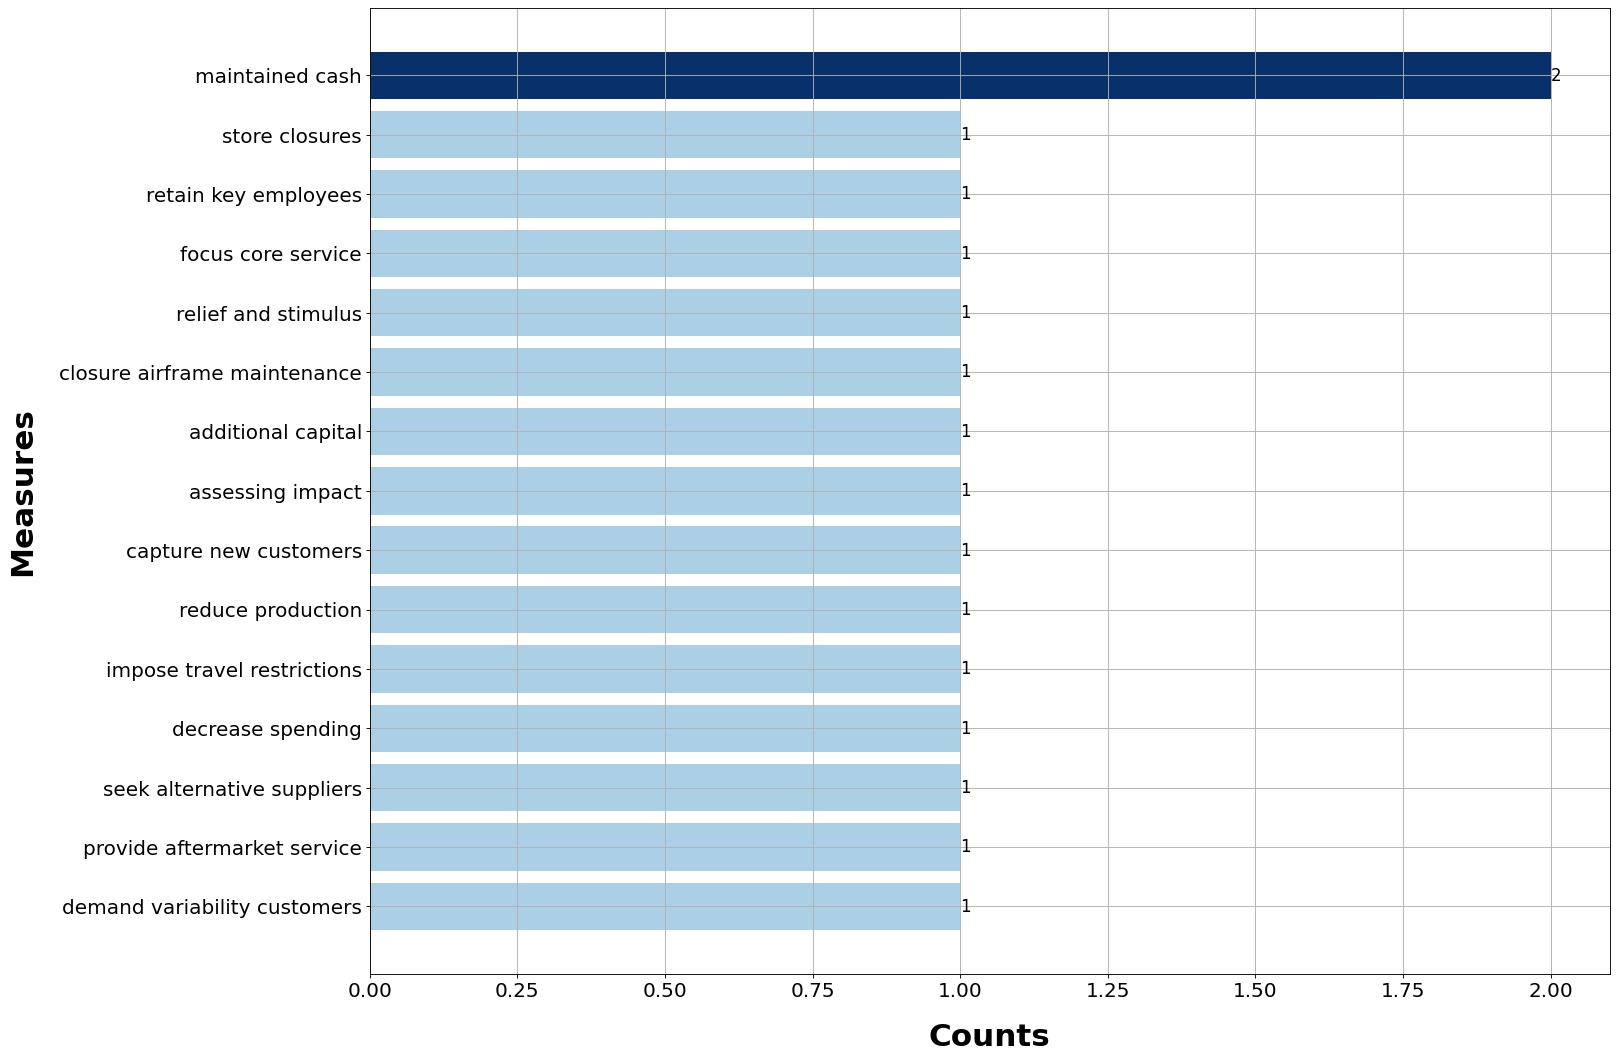 maintained cash 2
store closures 1
retain key employees 1
focus core service 1
relief and stimulus 1
closure airframe maintenance 1
additional capital 1
assessing impact 1
capture new customers 1
reduce production 1
impose travel restrictions 1
decrease spending 1
seek alternative suppliers 1
provide aftermarket service 1
demand variability customers 1
Measures
0.00 0.25 0.50 0.75 1.00 1.25 1.50 1.75 2.00
Counts